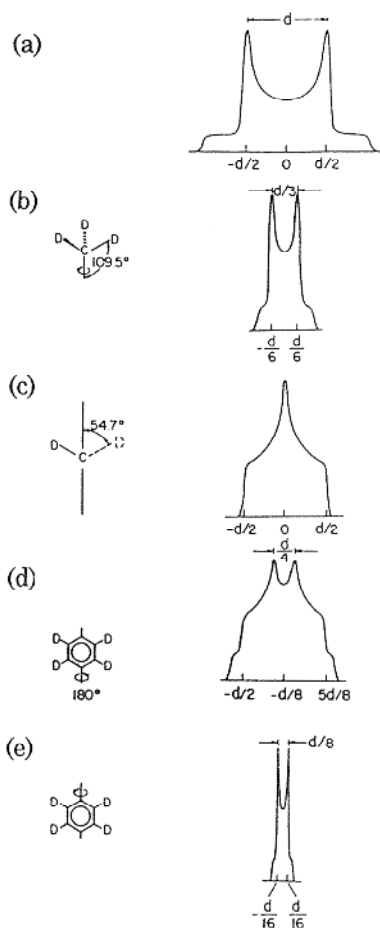 (a)
d
-d/2 0 d/2
(b)
D D D
C
109.5°
d/3
-d/6 d/6
(c)
54.7°
D C D
-d/2 0 d/2
(d)
d/4
D D
D D
180°
-d/2 -d/8 5d/8
(e)
d/8
D D
D D
-d/16 d/16